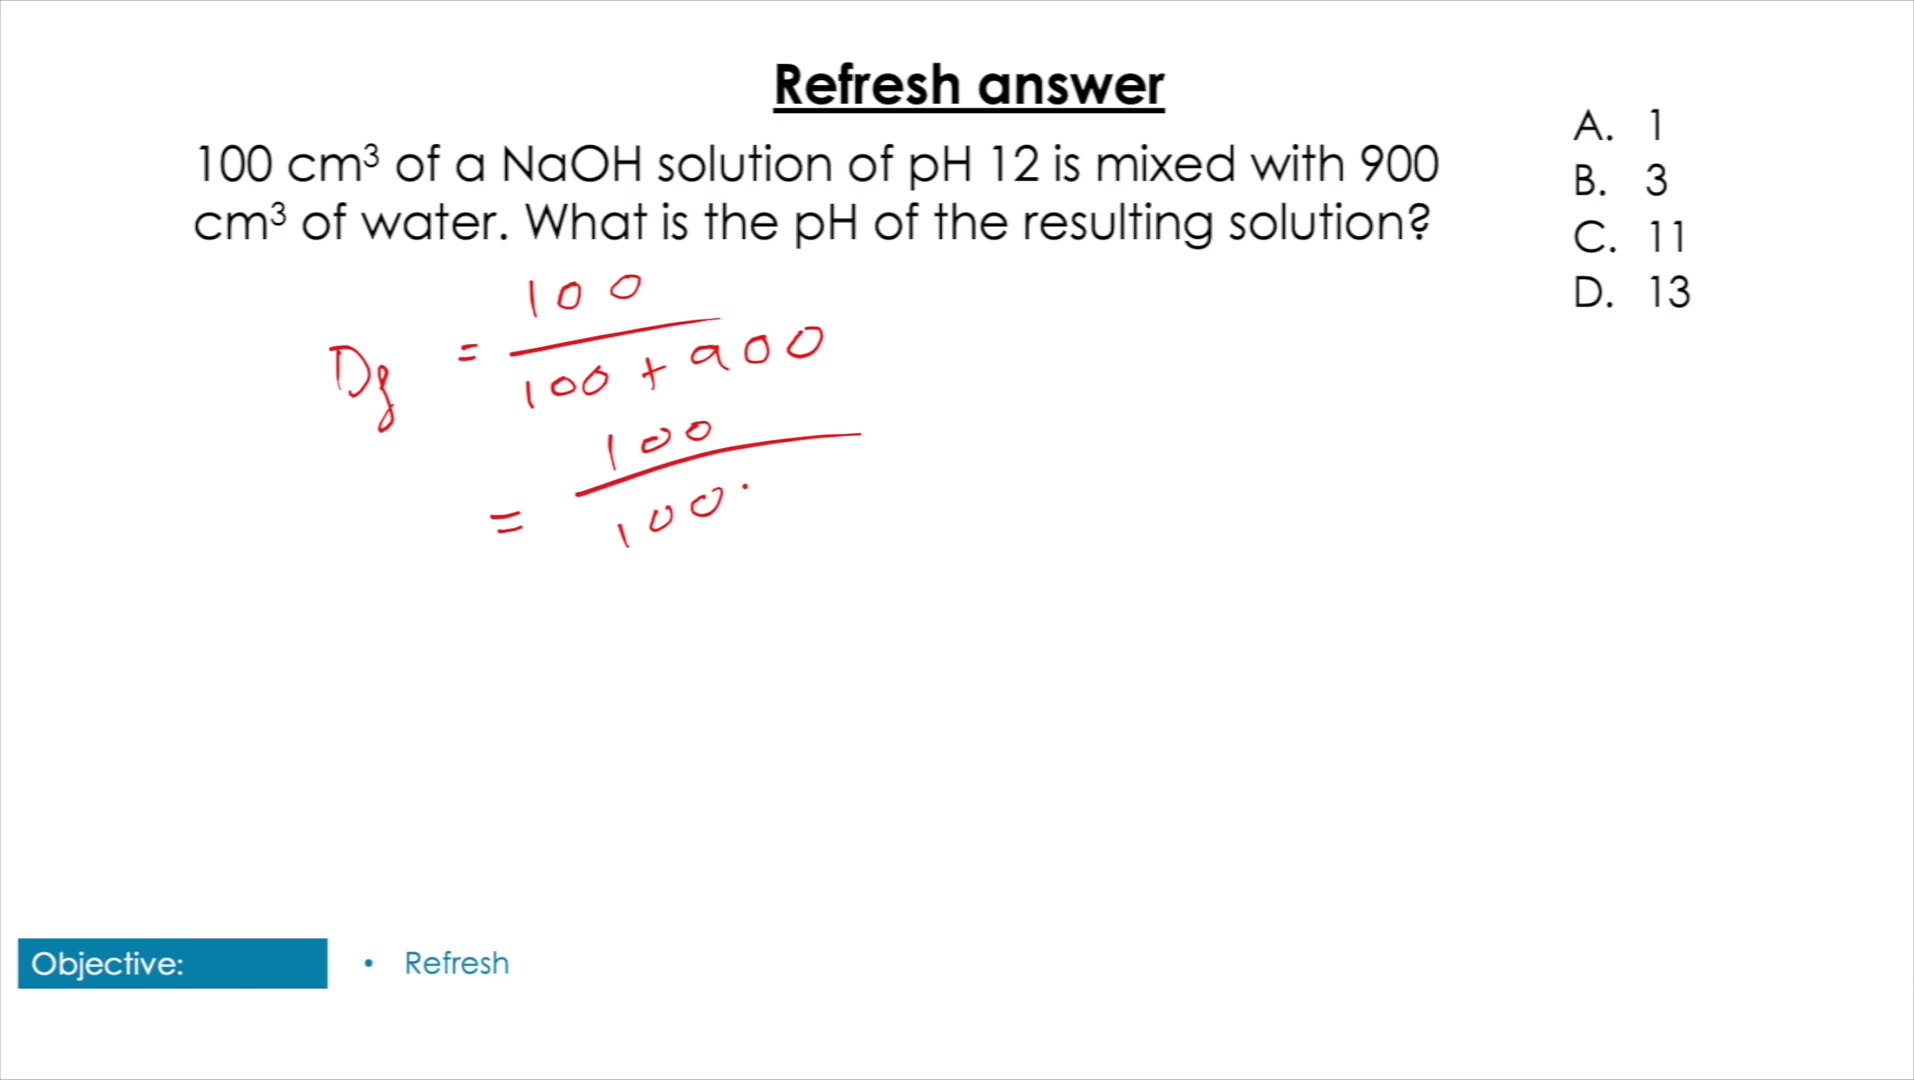 Refresh answer
100 cm³ of a NaOH solution of pH 12 is mixed with 900
cm³ of water. What is the pH of the resulting solution?
A. 1
B. 3
C. 11
D. 13
Df = 100
100 + 900
= 100
100
Objective:
• Refresh